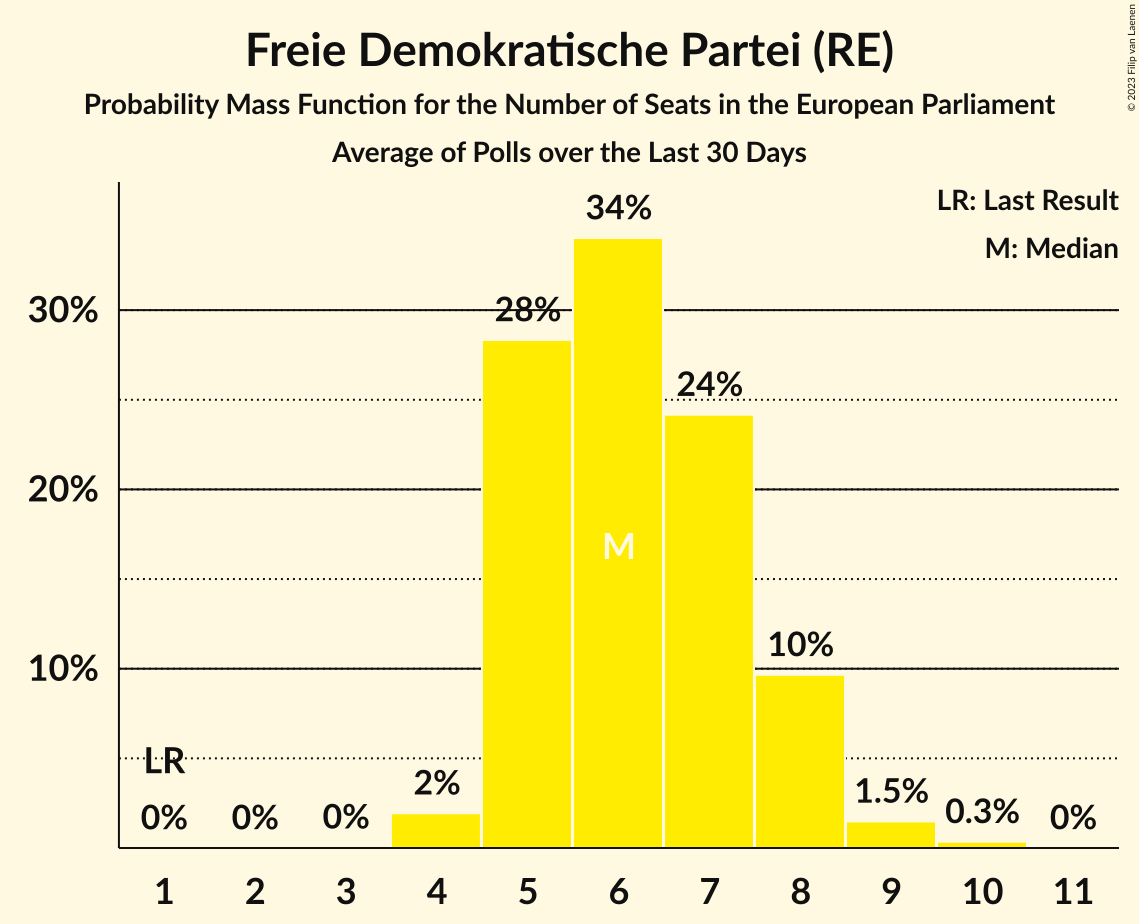 Freie Demokratische Partei (RE)
Probability Mass Function for the Number of Seats in the European Parliament
Average of Polls over the Last 30 Days
© 2023 Filip van Laenen
LR: Last Result
M: Median
34%
30%
28%
24%
20%
M
10%
10%
LR
0%
0%
0%
2%
1.5%
0.3%
0%
1 2 3 4 5 6 7 8 9 10 11